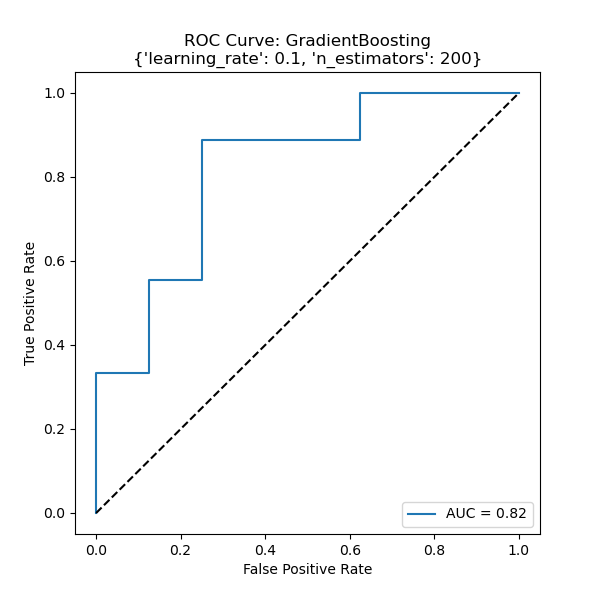 ROC Curve: GradientBoosting
{'learning_rate': 0.1, 'n_estimators': 200}
1.0
0.8
0.6
0.4
0.2
0.0
True Positive Rate
AUC = 0.82
0.0 0.2 0.4 0.6 0.8 1.0
False Positive Rate